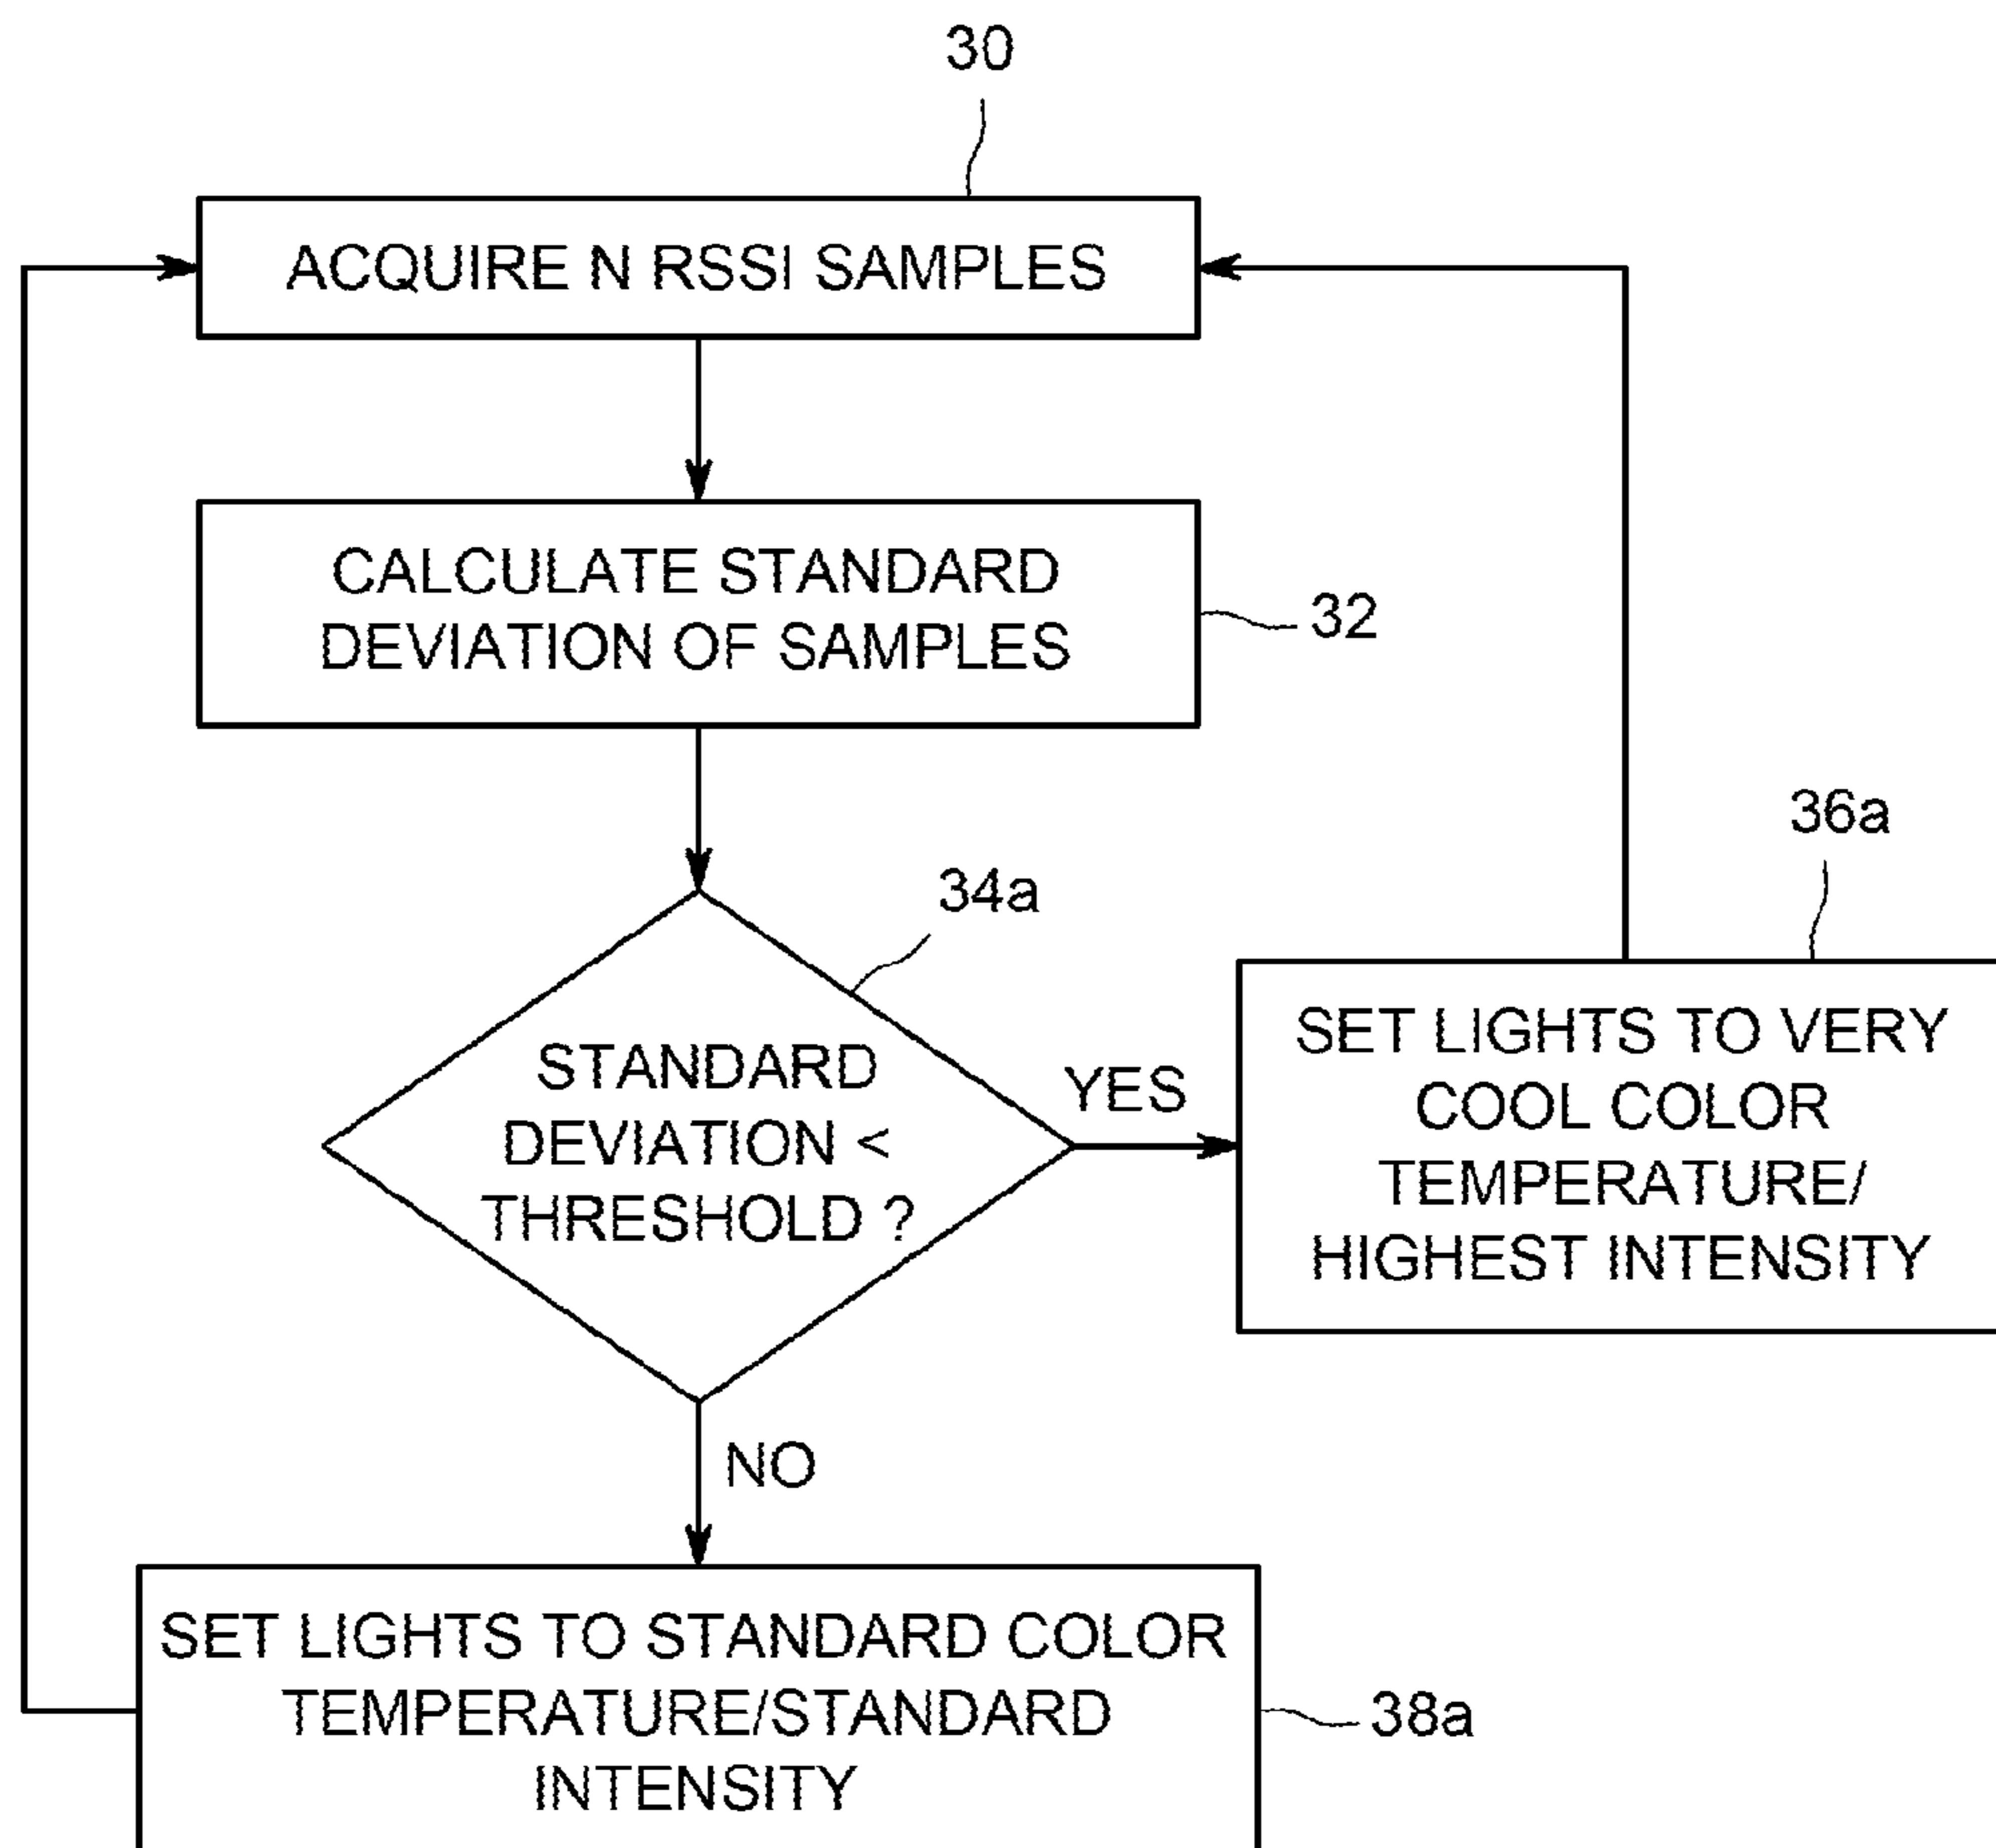 30
ACQUIRE N RSSI SAMPLES
CALCULATE STANDARD
DEVIATION OF SAMPLES
32
34a
STANDARD
DEVIATION <
THRESHOLD ?
YES
36a
SET LIGHTS TO VERY
COOL COLOR
TEMPERATURE/
HIGHEST INTENSITY
NO
SET LIGHTS TO STANDARD COLOR
TEMPERATURE/STANDARD
INTENSITY
38a